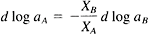 d log a_A = -\frac{X_B}{X_A} d log a_B